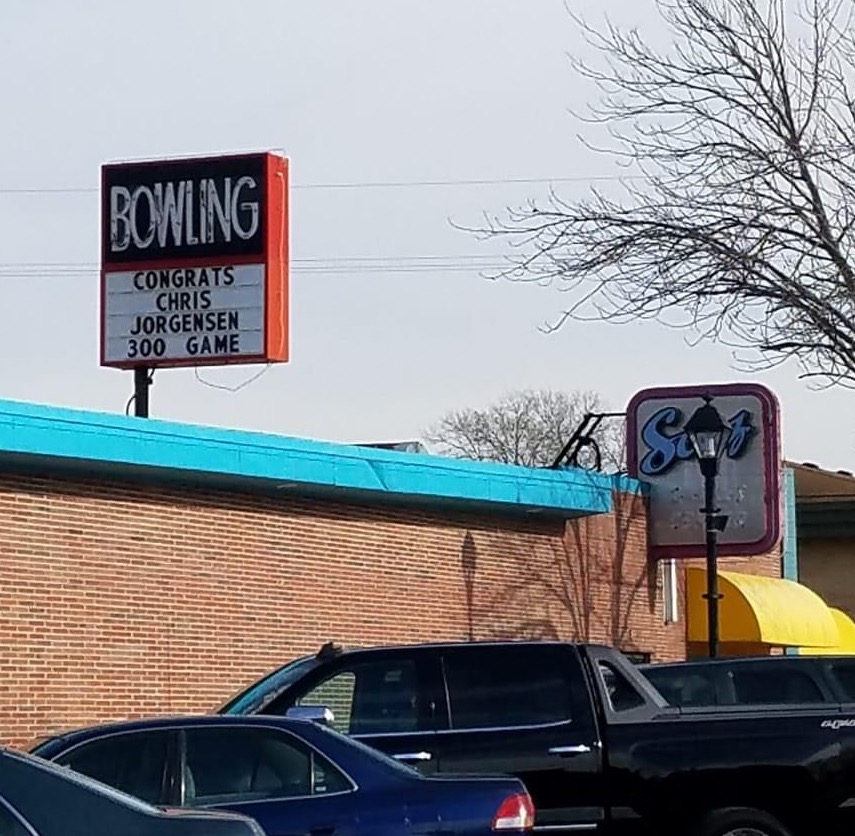 BOWLING
CONGRATS
CHRIS
JORGENSEN
300 GAME